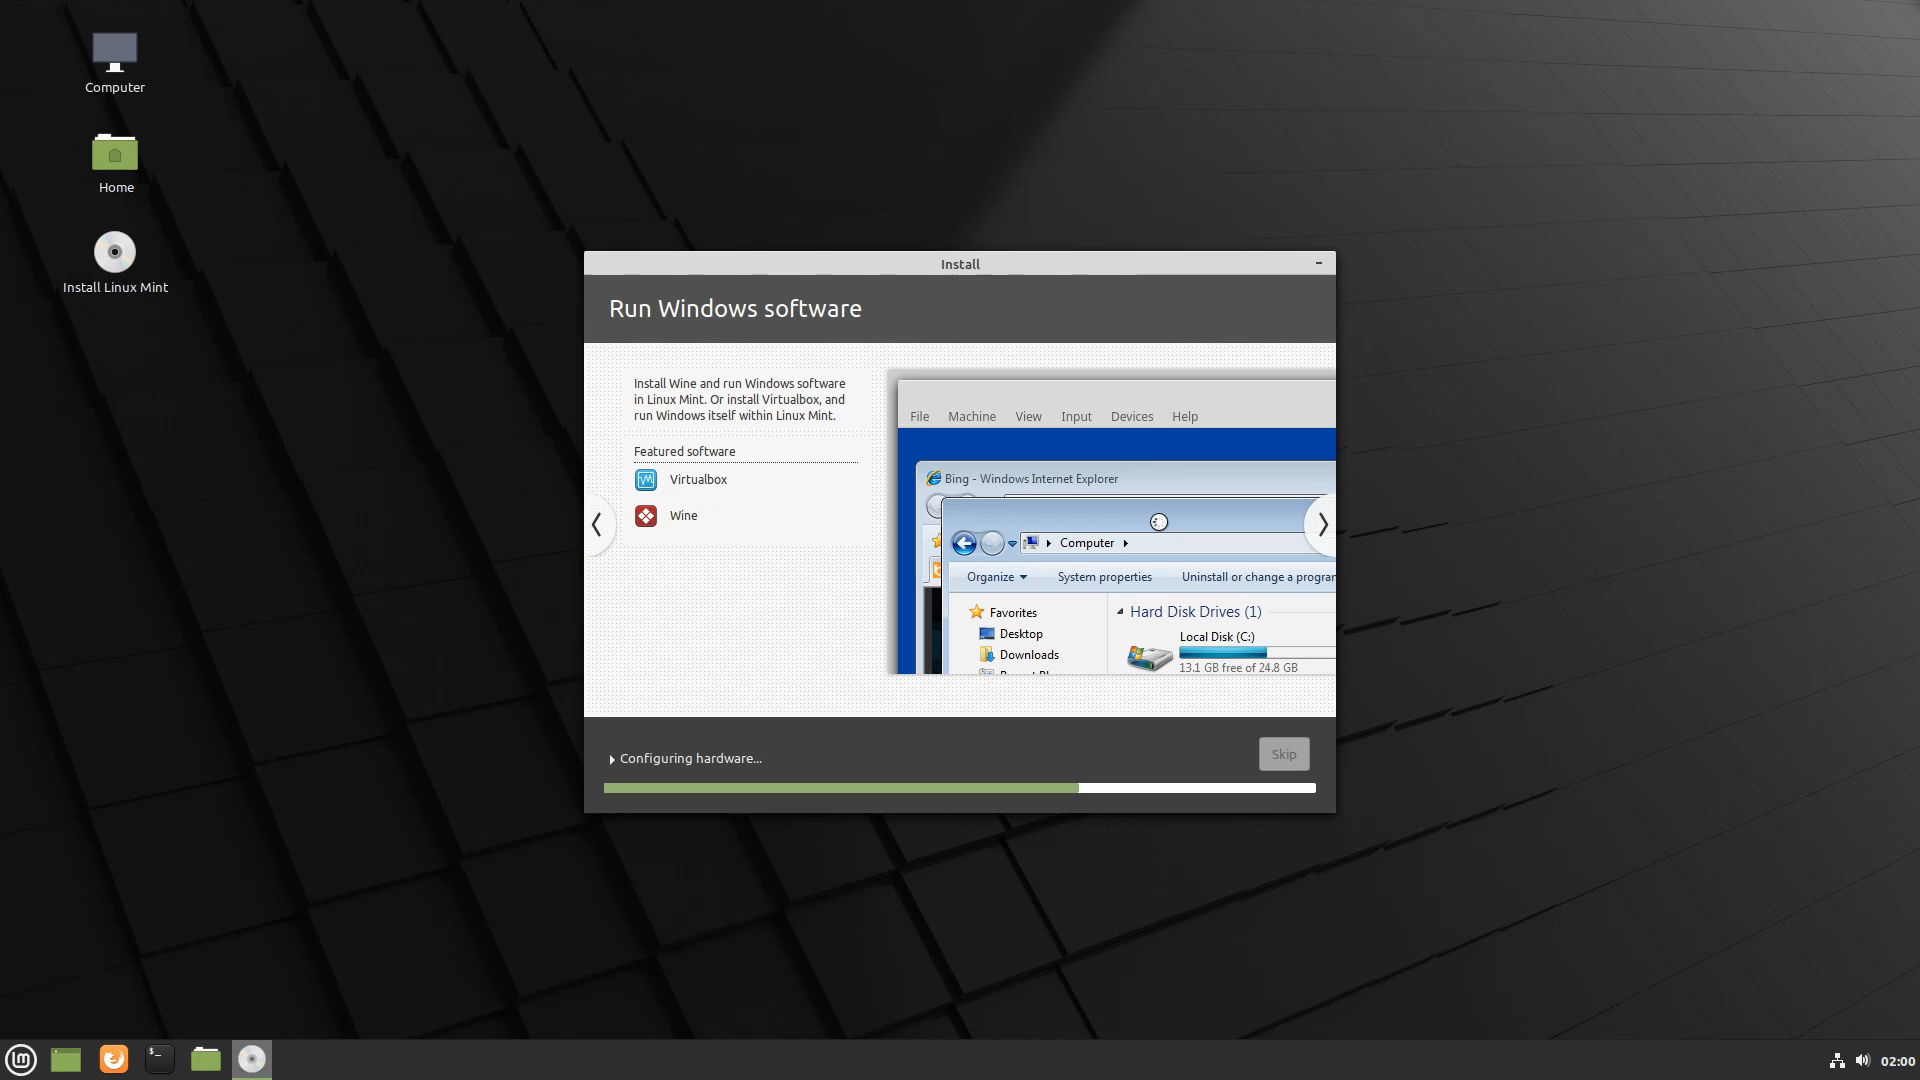 Computer
Home
Install Linux Mint
Install
Run Windows software
Install Wine and run Windows software
in Linux Mint. Or install Virtualbox, and
run Windows itself within Linux Mint.
Featured software
Virtualbox
Wine
File Machine View Input Devices Help
Bing - Windows Internet Explorer
Computer
Organize System properties Uninstall or change a program
Favorites
Desktop
Downloads
Hard Disk Drives (1)
Local Disk (C:)
13.1 GB free of 24.8 GB
Configuring hardware...
Skip
02:00